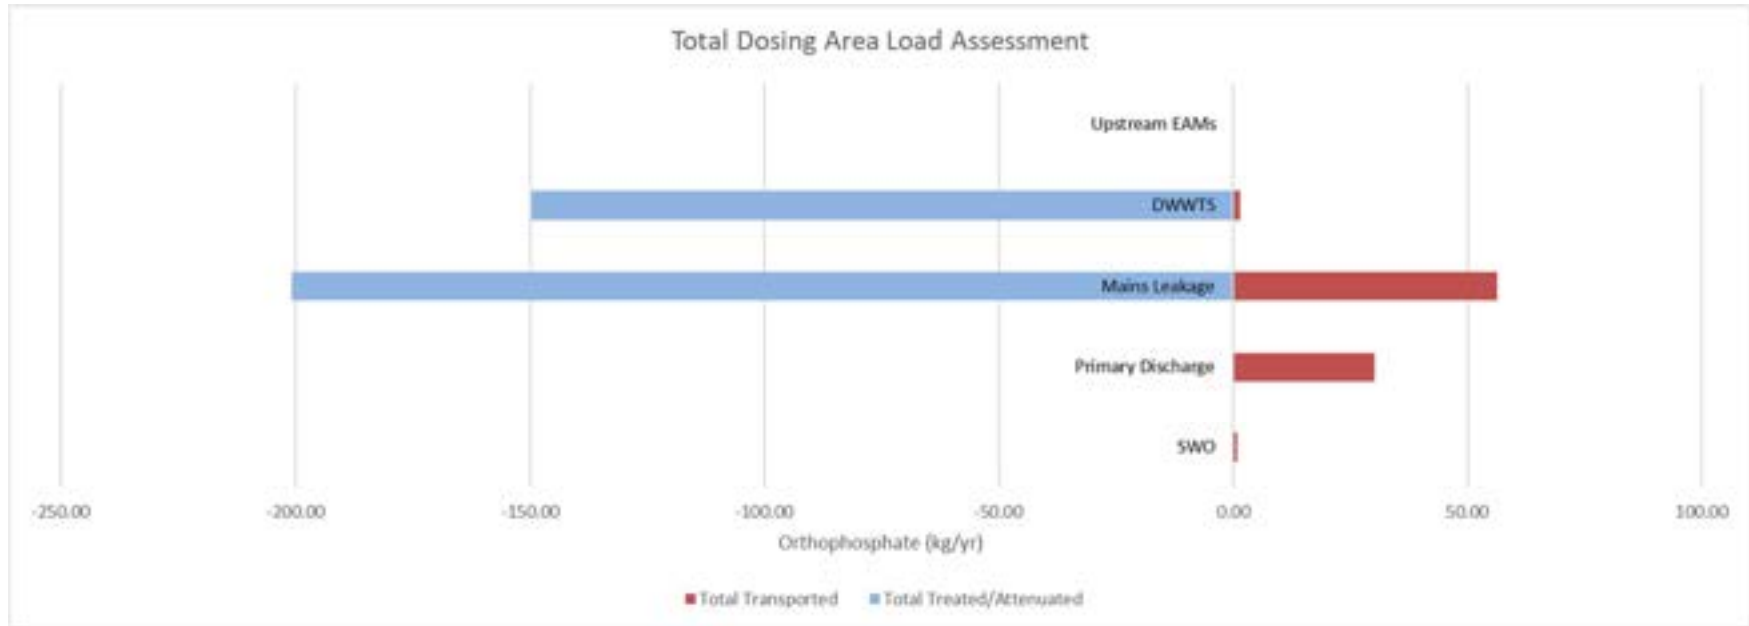 Total Dosing Area Load Assessment
Upstream EAMs
DWWTS
Mains Leakage
Primary Discharge
SWO
-250.00 -200.00 -150.00 -100.00 -50.00 0.00 50.00 100.00
Orthophosphate (kg/yr)
Total Transported Total Treated/Attenuated